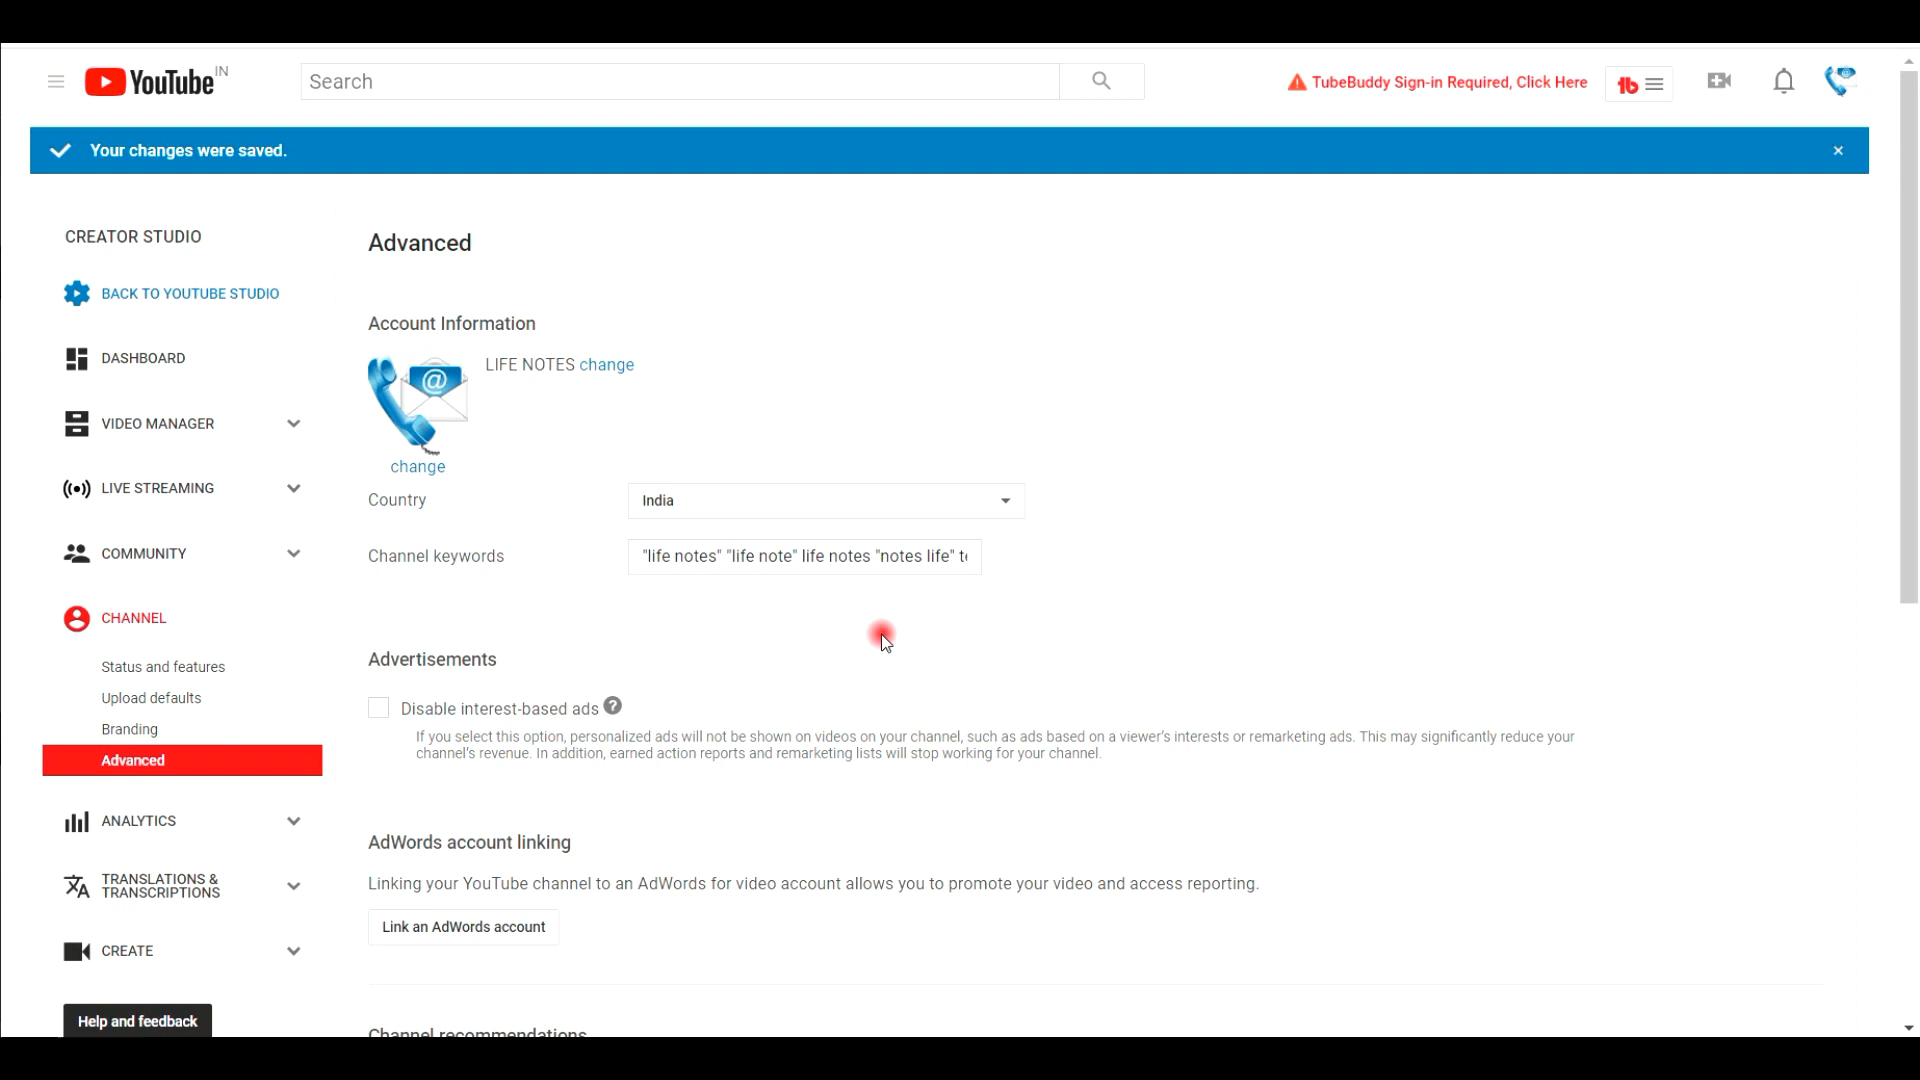 YouTube IN
Search
TubeBuddy Sign-in Required, Click Here
Your changes were saved.
CREATOR STUDIO
BACK TO YOUTUBE STUDIO
DASHBOARD
VIDEO MANAGER
LIVE STREAMING
COMMUNITY
CHANNEL
Status and features
Upload defaults
Branding
Advanced
ANALYTICS
TRANSLATIONS &
TRANSCRIPTIONS
CREATE
Help and feedback
Advanced
Account Information
LIFE NOTES change
change
Country
India
Channel keywords
"life notes" "life note" life notes "notes life"
Advertisements
Disable interest-based ads
If you select this option, personalized ads will not be shown on videos on your channel, such as ads based on a viewer's interests or remarketing ads. This may significantly reduce your
channel's revenue. In addition, earned action reports and remarketing lists will stop working for your channel.
AdWords account linking
Linking your YouTube channel to an AdWords for video account allows you to promote your video and access reporting.
Link an AdWords account
Channel recommendations